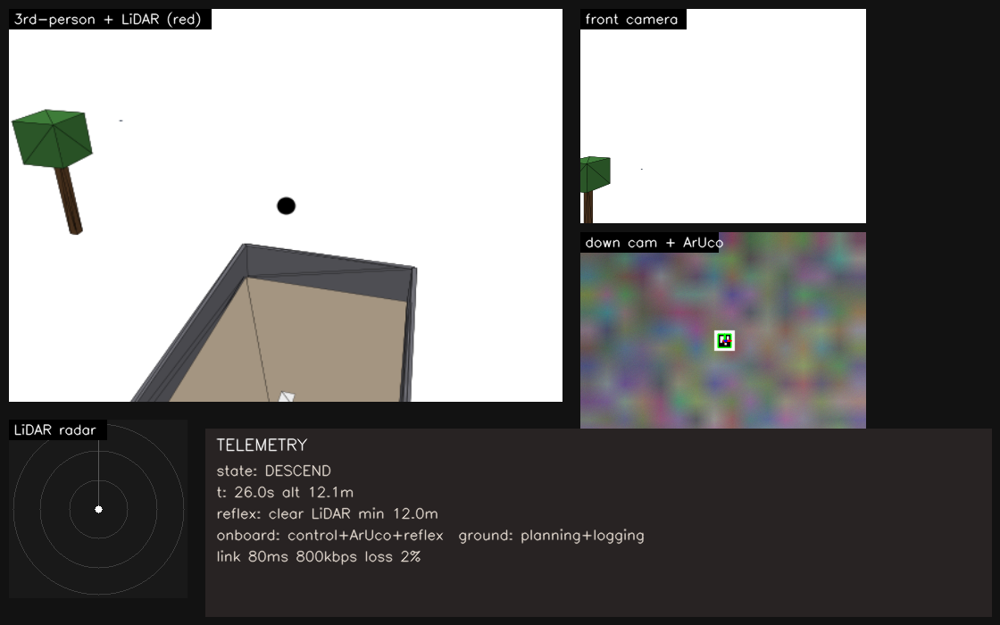 3rd-person + LiDAR (red)
front camera
down cam + ArUco
LiDAR radar
TELEMETRY
state: DESCEND
t: 26.0s alt 12.1m
reflex: clear LiDAR min 12.0m
onboard: control+ArUco+reflex ground: planning+logging
link 80ms 800kbps loss 2%